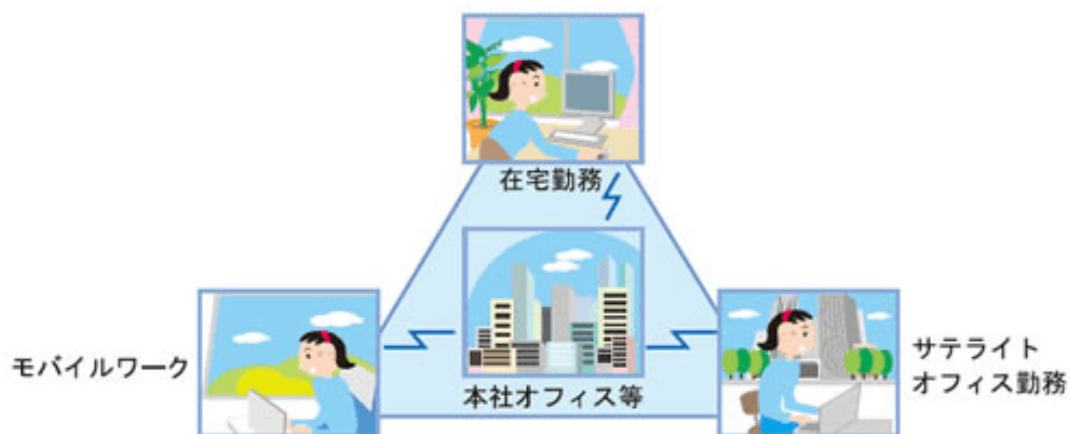 在宅勤務
モバイルワーク
本社オフィス等
サテライト
オフィス勤務